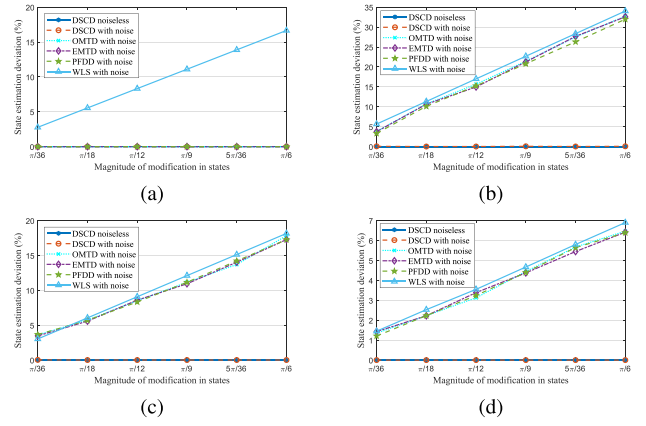 20%
15
10
5
0
State estimation deviation (%)
DSCD noiseless
DSCD with noise
OMTD with noise
EMTD with noise
PFDD with noise
WLS with noise
π/36 π/18 π/12 π/9 5π/36 π/6
Magnitude of modification in states
(a)
35
30
25
20
15
10
5
0
State estimation deviation (%)
DSCD noiseless
DSCD with noise
OMTD with noise
EMTD with noise
PFDD with noise
WLS with noise
π/36 π/18 π/12 π/9 5π/36 π/6
Magnitude of modification in states
(b)
20
15
10
5
0
State estimation deviation (%)
DSCD noiseless
DSCD with noise
OMTD with noise
EMTD with noise
PFDD with noise
WLS with noise
π/36 π/18 π/12 π/9 5π/36 π/6
Magnitude of modification in states
(c)
7
6
5
4
3
2
1
0
State estimation deviation (%)
DSCD noiseless
DSCD with noise
OMTD with noise
EMTD with noise
PFDD with noise
WLS with noise
π/36 π/18 π/12 π/9 5π/36 π/6
Magnitude of modification in states
(d)